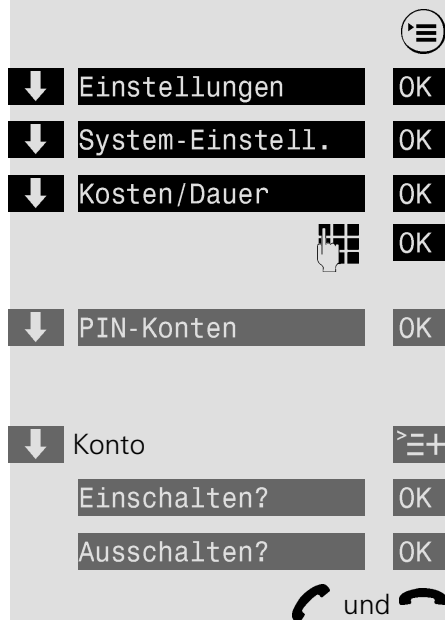 Einstellungen OK
System-Einstell. OK
Kosten/Dauer OK
OK
PIN-Konten OK
Konto
Einschalten? OK
Ausschalten? OK
und